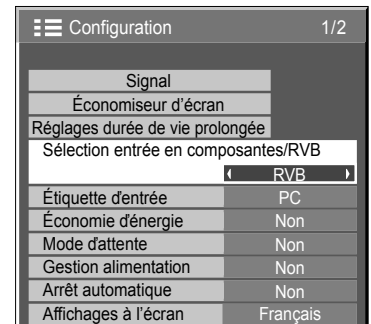 Configuration 1/2
Signal
Économiseur d'écran
Réglages durée de vie prolongée
Sélection entrée en composantes/RVB
RVB
Étiquette d'entrée PC
Économie d'énergie Non
Mode d'attente Non
Gestion alimentation Non
Arrêt automatique Non
Affichages à l'écran Français